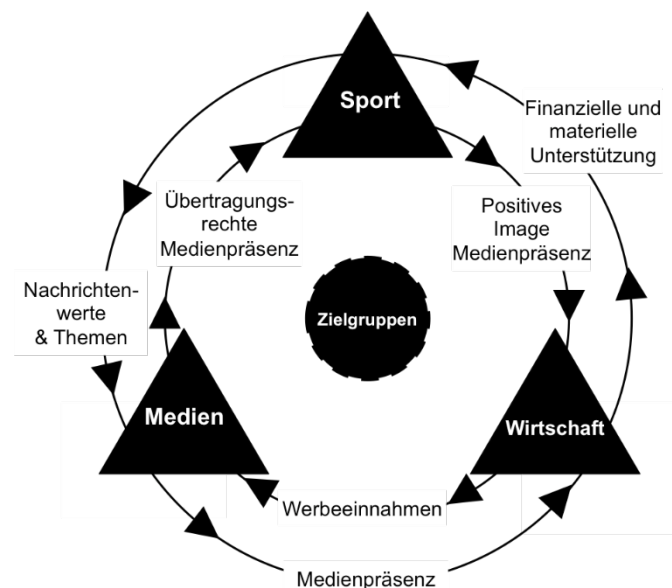 Sport
Finanzielle und
materielle
Unterstützung
Übertragungs-
rechte
Medienpräsenz
Positives
Image
Medienpräsenz
Nachrichten-
werte
& Themen
Zielgruppen
Medien
Wirtschaft
Werbeeinnahmen
Medienpräsenz